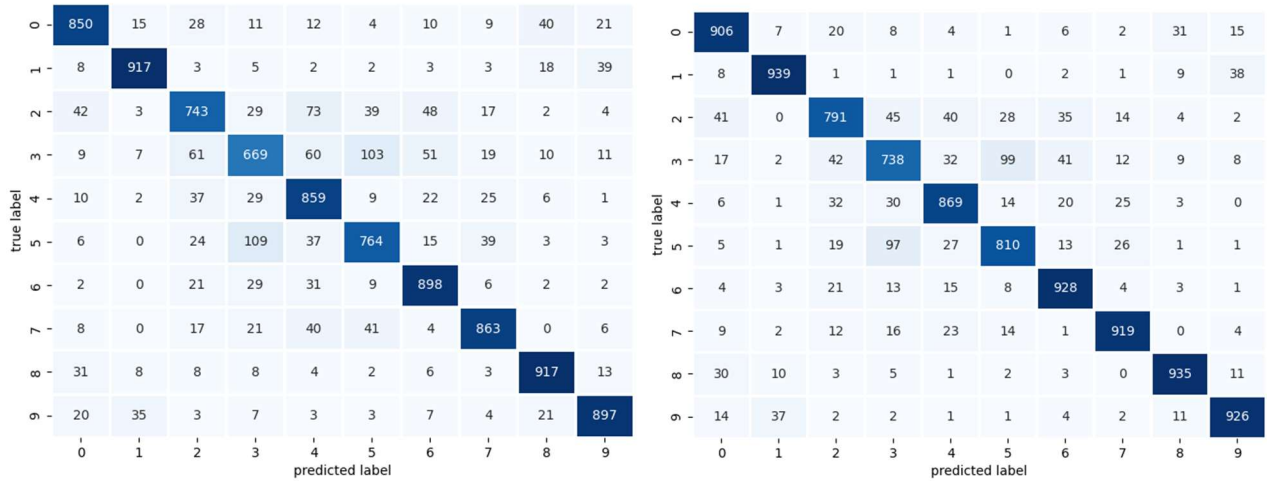 0 850 15 28 11 12 4 10 9 40 21
1 8 917 3 5 2 2 3 3 18 39
2 42 3 743 29 73 39 48 17 2 4
3 9 7 61 669 60 103 51 19 10 11
4 10 2 37 29 859 9 22 25 6 1
5 6 0 24 109 37 764 15 39 3 3
6 2 0 21 29 31 9 898 6 2 2
7 8 0 17 21 40 41 4 863 0 6
8 31 8 8 8 4 2 6 3 917 13
9 20 35 3 7 3 3 7 4 21 897
0 1 2 3 4 5 6 7 8 9
true label
predicted label
0 906 7 20 8 4 1 6 2 31 15
1 8 939 1 1 1 0 2 1 9 38
2 41 0 791 45 40 28 35 14 4 2
3 17 2 42 738 32 99 41 12 9 8
4 6 1 32 30 869 14 20 25 3 0
5 5 1 19 97 27 810 13 26 1 1
6 4 3 21 13 15 8 928 4 3 1
7 9 2 12 16 23 14 1 919 0 4
8 30 10 3 5 1 2 3 0 935 11
9 14 37 2 2 1 1 4 2 11 926
0 1 2 3 4 5 6 7 8 9
true label
predicted label